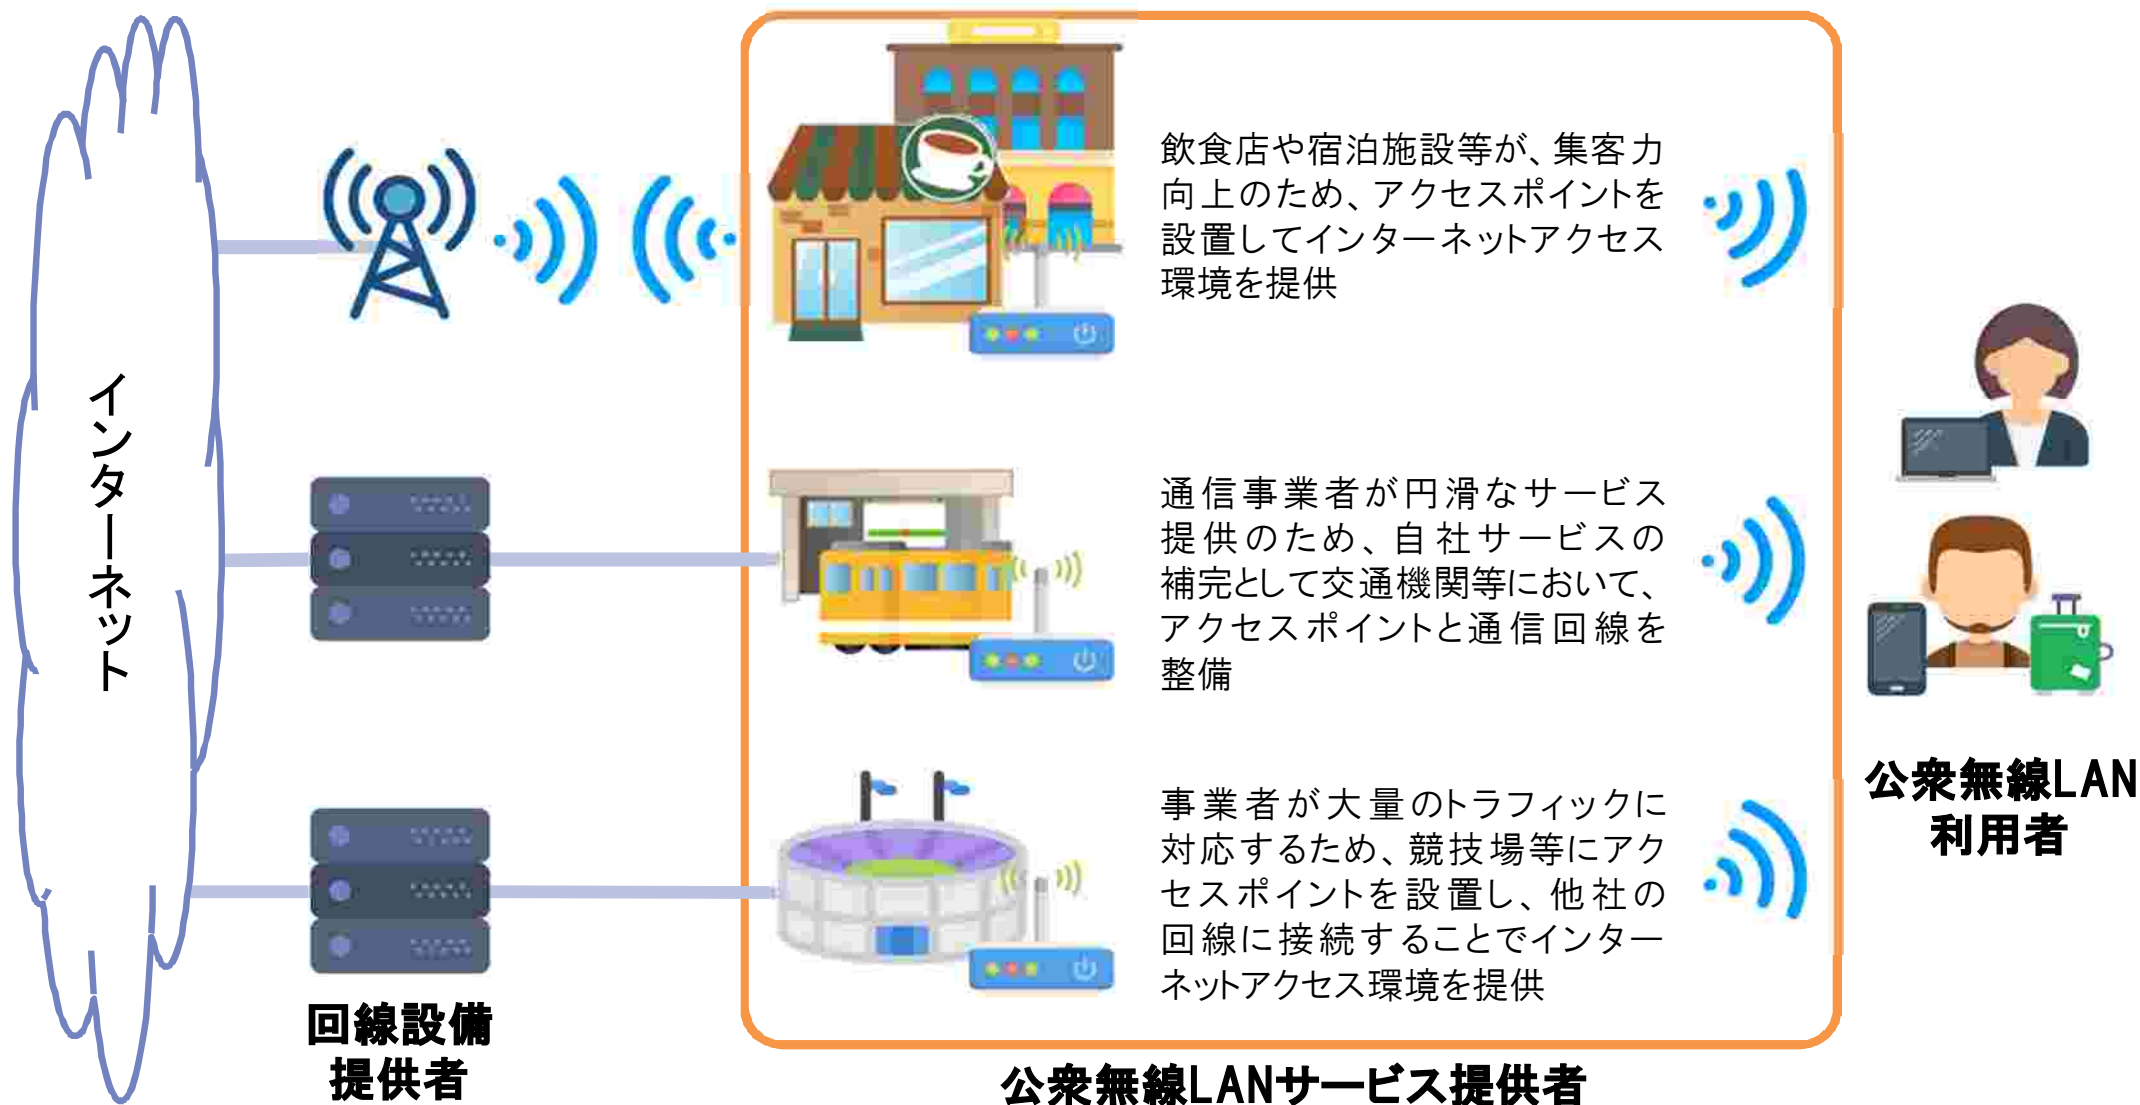 インターネット
飲食店や宿泊施設等が、集客力
向上のため、アクセスポイントを
設置してインターネットアクセス
環境を提供
通信事業者が円滑なサービス
提供のため、自社サービスの
補完として交通機関等において、
アクセスポイントと通信回線を
整備
事業者が大量のトラフィックに
対応するため、競技場等にアク
セスポイントを設置し、他社の
回線に接続することでインター
ネットアクセス環境を提供
公衆無線LAN
利用者
回線設備
提供者
公衆無線LANサービス提供者